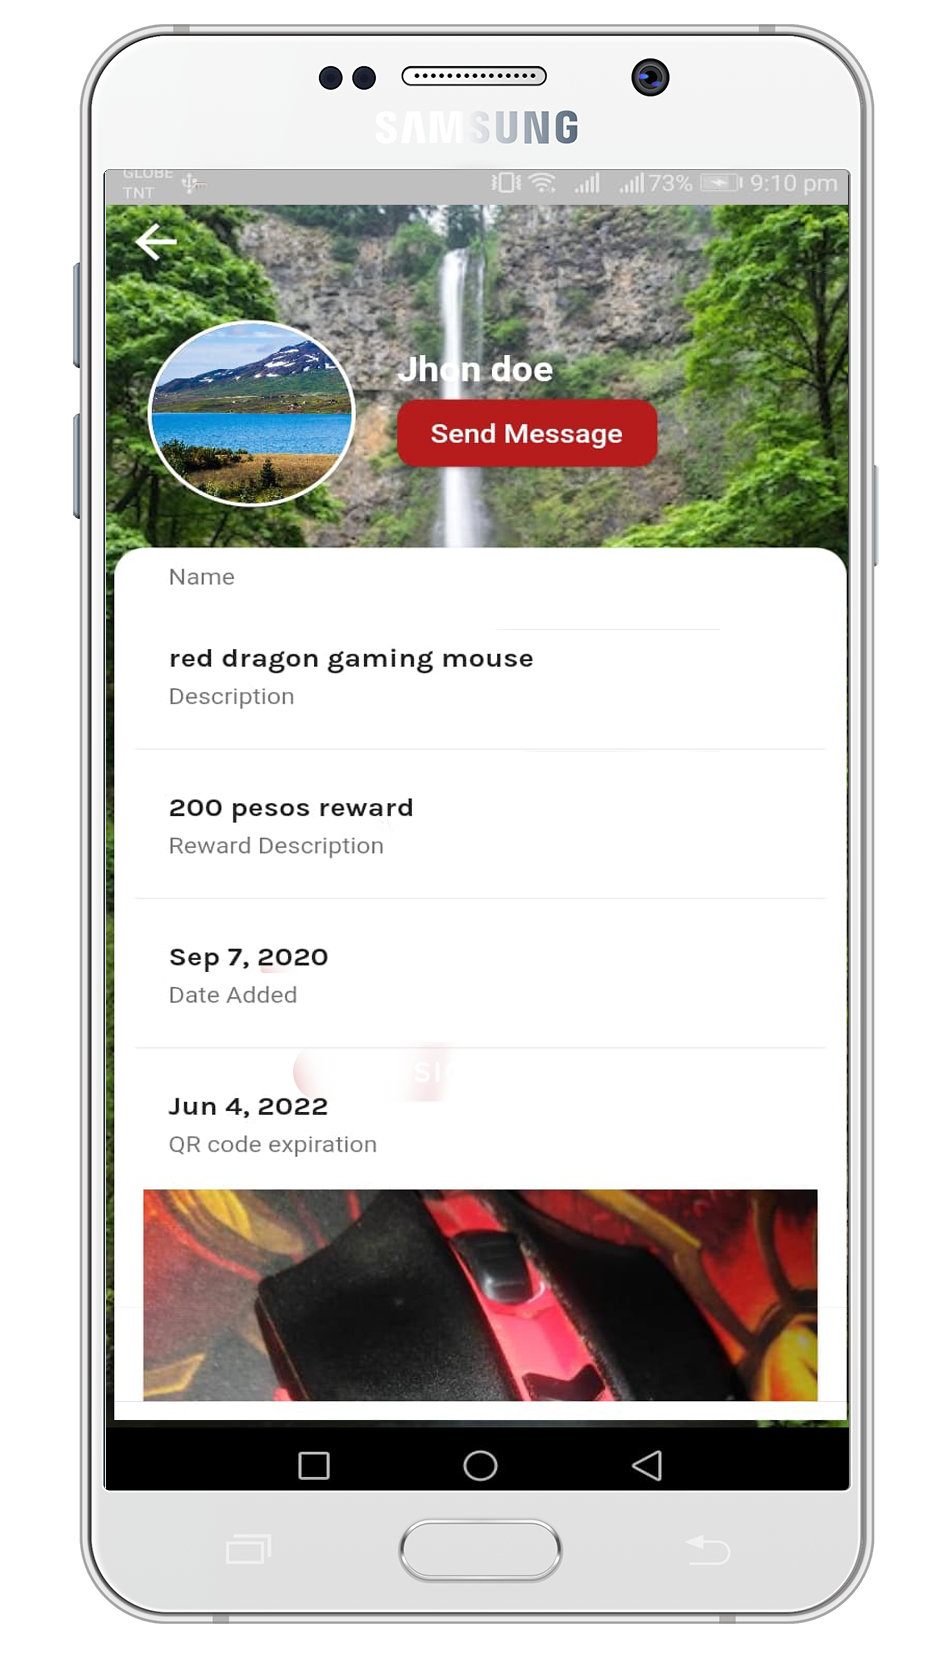 SAMSUNG
GLOBE
TNT
73% 9:10 pm
Jhon doe
Send Message
Name
red dragon gaming mouse
Description
200 pesos reward
Reward Description
Sep 7, 2020
Date Added
Jun 4, 2022
QR code expiration